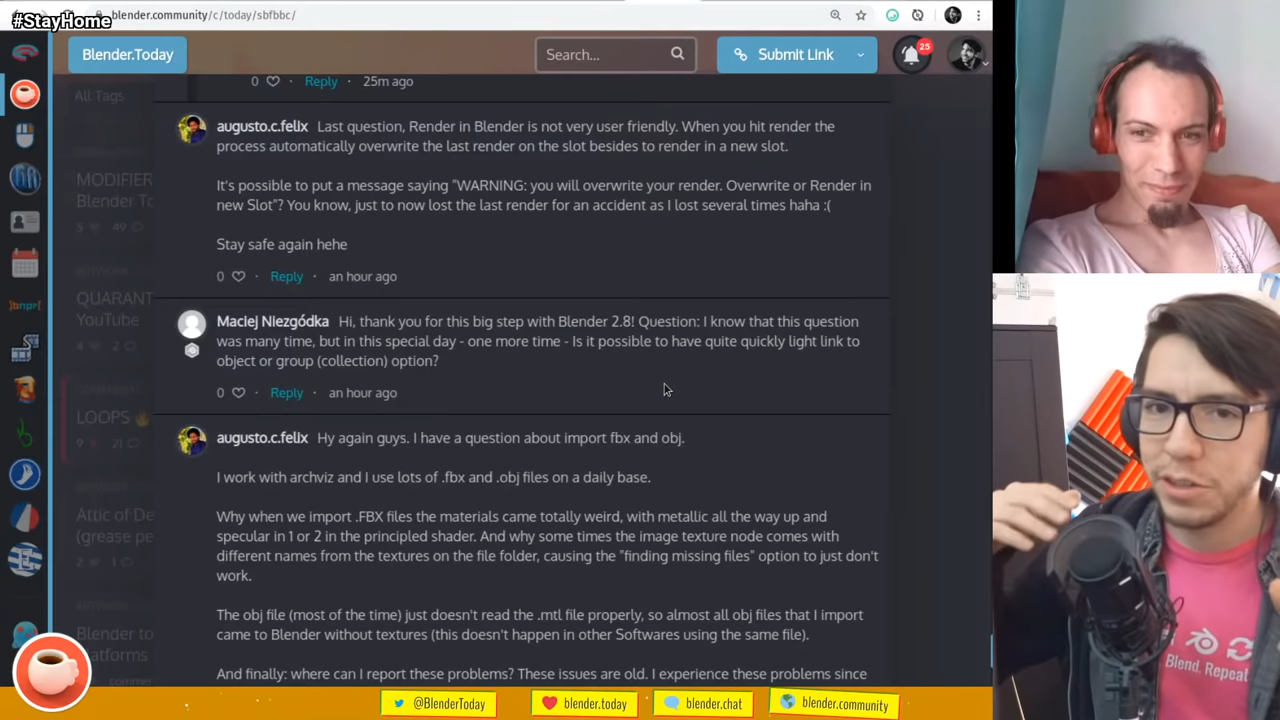 #StayHome
blender.community/c/today/sbfbbc/
Blender.Today
Search...
Submit Link
25
All Tags
0 · Reply · 25m ago
augusto.c.felix Last question, Render in Blender is not very user friendly. When you hit render the
process automatically overwrite the last render on the slot besides to render in a new slot.
It's possible to put a message saying "WARNING: you will overwrite your render. Overwrite or Render in
new Slot"? You know, just to now lost the last render for an accident as I lost several times haha :(
Stay safe again hehe
0 · Reply · an hour ago
Maciej Niezgódka Hi, thank you for this big step with Blender 2.8! Question: I know that this question
was many time, but in this special day - one more time - Is it possible to have quite quickly light link to
object or group (collection) option?
0 · Reply · an hour ago
augusto.c.felix Hy again guys. I have a question about import fbx and obj.
I work with archviz and I use lots of .fbx and .obj files on a daily base.
Why when we import .FBX files the materials came totally weird, with metallic all the way up and
specular in 1 or 2 in the principled shader. And why some times the image texture node comes with
different names from the textures on the file folder, causing the "finding missing files" option to just don't
work.
The obj file (most of the time) just doesn't read the .mtl file properly, so almost all obj files that I import
came to Blender without textures (this doesn't happen in other Softwares using the same file).
And finally: where can I report these problems? These issues are old. I experience these problems since
MODIFIER
Blender To
5 49
QUARANT
YouTube
4 2
LOOPS
9 21
Attic of De
(grease pe
2 1
Blender to
platforms
comme
@BlenderToday
blender.today
blender.chat
blender.community
Blend. Repeat